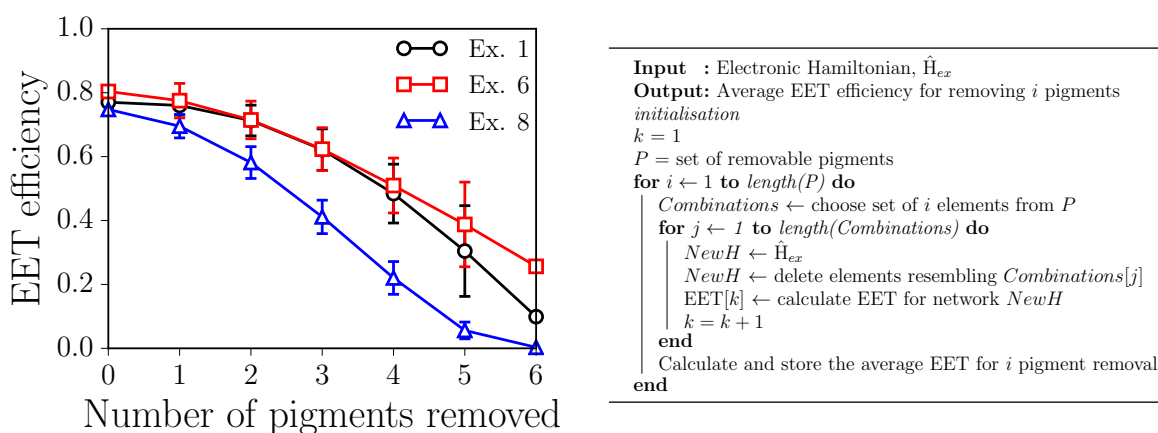 1.0
0.8
0.6
0.4
0.2
0.0
EET efficiency
Ex. 1
Ex. 6
Ex. 8
0 1 2 3 4 5 6
Number of pigments removed
Input : Electronic Hamiltonian, Ĥ_ex
Output: Average EET efficiency for removing i pigments
initialisation
k = 1
P = set of removable pigments
for i ← 1 to length(P) do
Combinations ← choose set of i elements from P
for j ← 1 to length(Combinations) do
NewH ← Ĥ_ex
NewH ← delete elements resembling Combinations[j]
EET[k] ← calculate EET for network NewH
k = k + 1
end
Calculate and store the average EET for i pigment removal
end